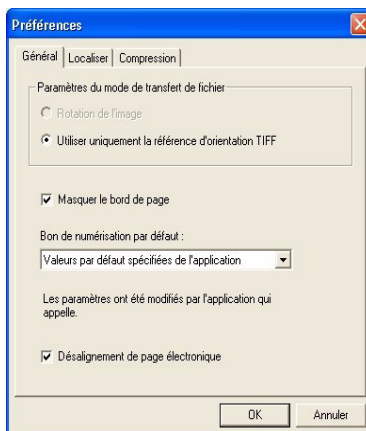 Préférences
Général
Localiser
Compression
Paramètres du mode de transfert de fichier
Rotation de l'image
Utiliser uniquement la référence d'orientation TIFF
Masquer le bord de page
Bon de numérisation par défaut :
Valeurs par défaut spécifiées de l'application
Les paramètres ont été modifiés par l'application qui
appelle.
Désalignement de page électronique
OK
Annuler